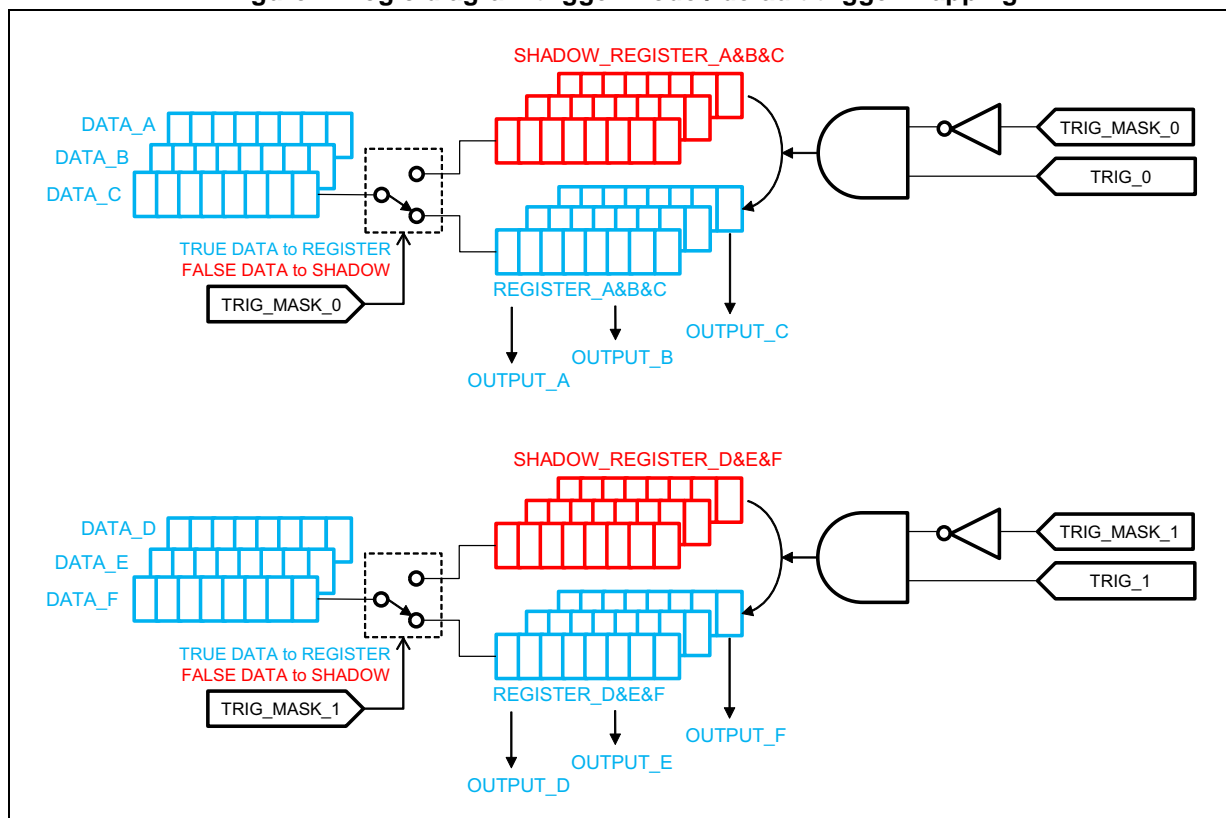 SHADOW_REGISTER_A&B&C
DATA_A
DATA_B
DATA_C
TRIG_MASK_0
TRIG_0
TRUE DATA to REGISTER
FALSE DATA to SHADOW
TRIG_MASK_0
REGISTER_A&B&C
OUTPUT_A
OUTPUT_B
OUTPUT_C
SHADOW_REGISTER_D&E&F
DATA_D
DATA_E
DATA_F
TRIG_MASK_1
TRIG_1
TRUE DATA to REGISTER
FALSE DATA to SHADOW
TRIG_MASK_1
REGISTER_D&E&F
OUTPUT_D
OUTPUT_E
OUTPUT_F